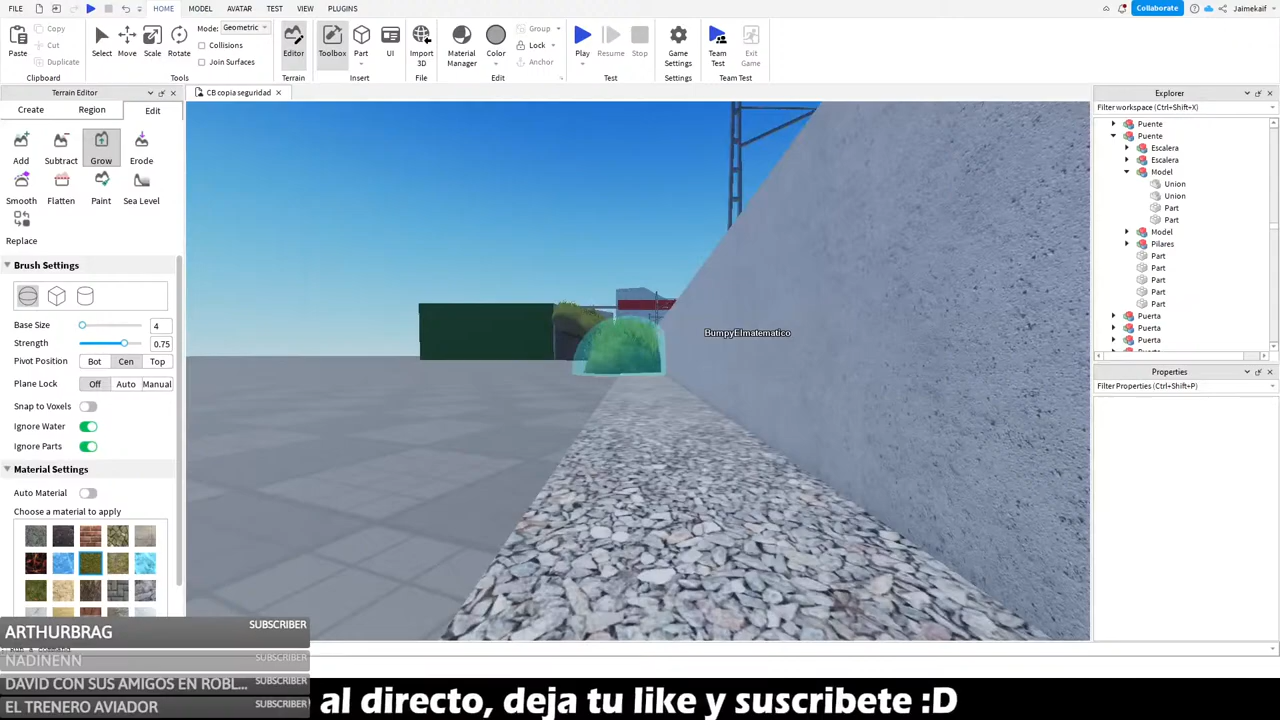 FILE HOME MODEL AVATAR TEST VIEW PLUGINS Collaborate Jaimekaif
Paste Copy Cut Duplicate Clipboard
Select Move Scale Rotate Mode: Geometric Collisions Join Surfaces Tools
Editor Terrain
Toolbox Part UI Insert
Import 3D File
Material Manager Color Group Lock Anchor Edit
Play Resume Stop Test
Game Settings Settings
Team Test Exit Game Team Test
Terrain Editor
CB copia seguridad
Create Region Edit
Add Subtract Grow Erode
Smooth Flatten Paint Sea Level
Replace
Brush Settings
Base Size 4
Strength 0.75
Pivot Position Bot Cen Top
Plane Lock Off Auto Manual
Snap to Voxels
Ignore Water
Ignore Parts
Material Settings
Auto Material
Choose a material to apply
BumpyElmatematico
Explorer
Filter workspace (Ctrl+Shift+X)
Puente
Puente
Escalera
Escalera
Model
Union
Union
Part
Part
Model
Pilares
Part
Part
Part
Part
Part
Puerta
Puerta
Puerta
Properties
Filter Properties (Ctrl+Shift+P)
ARTHURBRAG SUBSCRIBER
NADINENN SUBSCRIBER
DAVID CON SUS AMIGOS EN ROBL... SUBSCRIBER
EL TRENERO AVIADOR SUBSCRIBER
al directo, deja tu like y suscribete :D